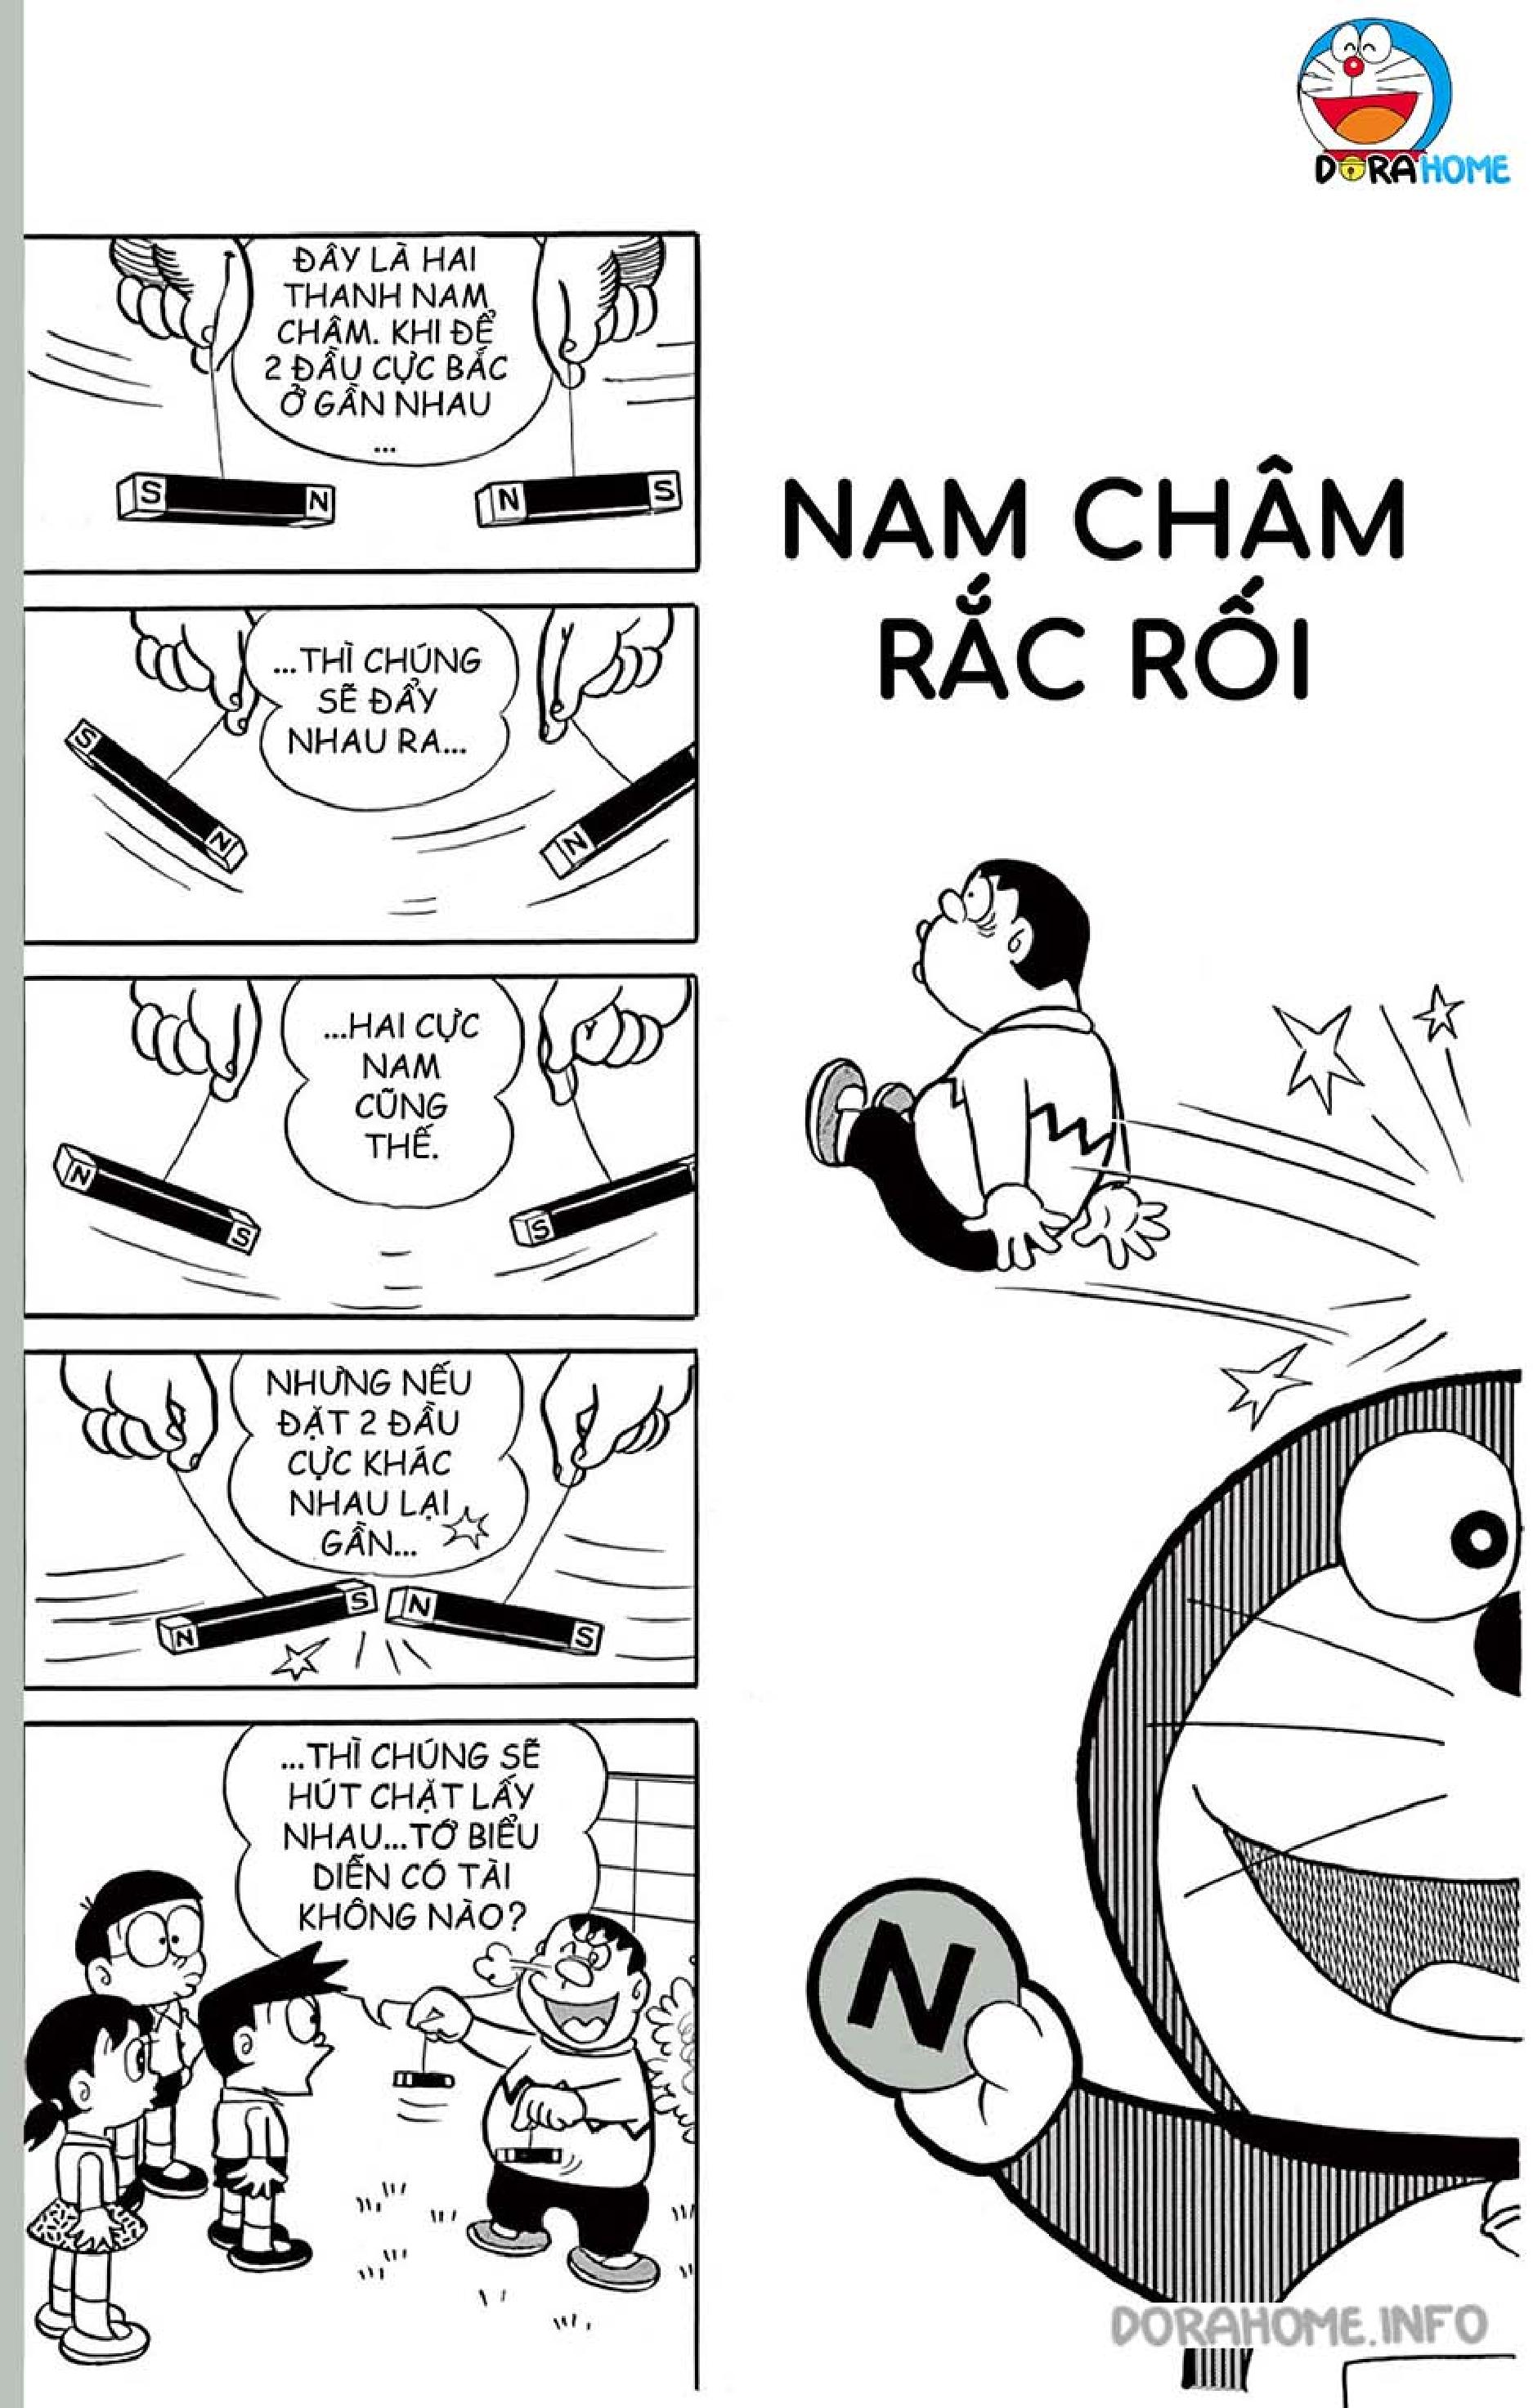 DORAHOME
ĐÂY LÀ HAI
THANH NAM
CHÂM. KHI ĐỂ
2 ĐẦU CỰC BẮC
Ở GẦN NHAU
...
S
N
N
S
NAM CHÂM
RẮC RỐI
...THÌ CHÚNG
SẼ ĐẨY
NHAU RA...
S
N
N
...HAI CỰC
NAM
CŨNG
THẾ.
N
S
S
NHƯNG NẾU
ĐẶT 2 ĐẦU
CỰC KHÁC
NHAU LẠI
GẦN...
N
S
N
S
...THÌ CHÚNG SẼ
HÚT CHẶT LẤY
NHAU...TỚ BIỂU
DIỄN CÓ TÀI
KHÔNG NÀO?
N
DORAHOME.INFO